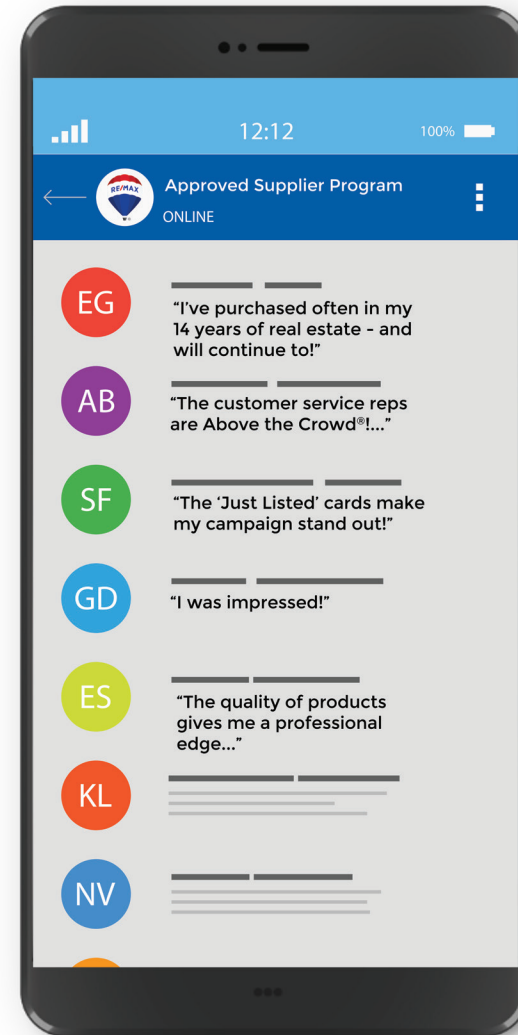 12:12
100%
RE/MAX
Approved Supplier Program
ONLINE
EG
“I’ve purchased often in my
14 years of real estate - and
will continue to!”
AB
“The customer service reps
are Above the Crowd®!...”
SF
“The ‘Just Listed’ cards make
my campaign stand out!”
GD
“I was impressed!”
ES
“The quality of products
gives me a professional
edge...”
KL
NV